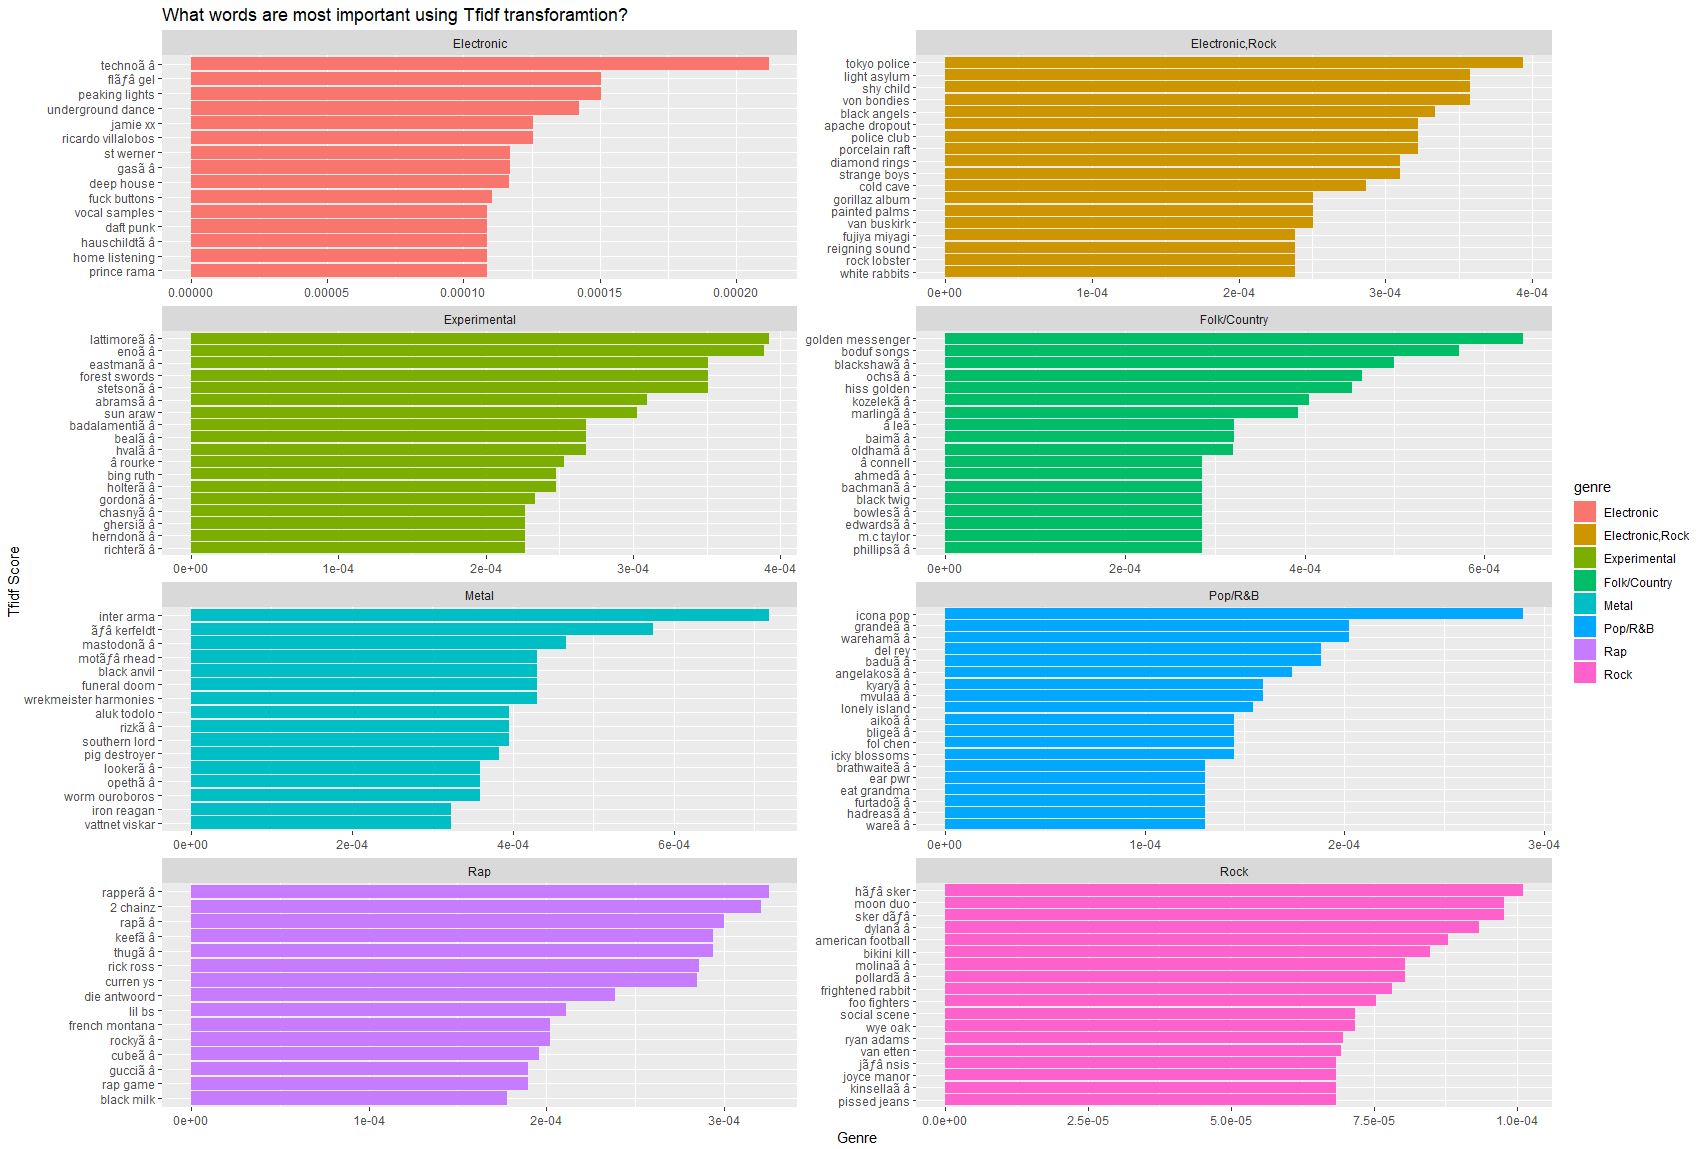 What words are most important using Tfidf transforamtion?
Electronic
technoã â
flãƒâ gel
peaking lights
underground dance
jamie xx
ricardo villalobos
st werner
gasã â
deep house
fuck buttons
vocal samples
daft punk
hauschildtã â
home listening
prince rama
0.00000 0.00005 0.00010 0.00015 0.00020
Electronic,Rock
tokyo police
light asylum
shy child
von bondies
black angels
apache dropout
police club
porcelain raft
diamond rings
strange boys
cold cave
gorillaz album
painted palms
van buskirk
fujiya miyagi
reigning sound
rock lobster
white rabbits
0e+00 1e-04 2e-04 3e-04 4e-04
Experimental
lattimoreã â
enoã â
eastmanã â
forest swords
stetsonã â
abramsã â
sun araw
badalamentiã â
bealã â
hvalã â
â rourke
bing ruth
holterã â
gordonã â
chasnyã â
ghersiã â
herndonã â
richterã â
0e+00 1e-04 2e-04 3e-04 4e-04
Folk/Country
golden messenger
boduf songs
blackshawã â
ochsã â
hiss golden
kozelekã â
marlingã â
â leã
baimã â
oldhamã â
â connell
ahmedã â
bachmanã â
black twig
bowlesã â
edwardsã â
m.c taylor
phillipsã â
0e+00 2e-04 4e-04 6e-04
Metal
inter arma
ãƒâ kerfeldt
mastodonã â
motãƒâ rhead
black anvil
funeral doom
wrekmeister harmonies
aluk todolo
rizkã â
southern lord
pig destroyer
lookerã â
opethã â
worm ouroboros
iron reagan
vattnet viskar
0e+00 2e-04 4e-04 6e-04
Pop/R&B
icona pop
grandeã â
warehamã â
del rey
baduã â
angelakosã â
kyaryã â
mvulaã â
lonely island
aikoã â
bligeã â
fol chen
icky blossoms
brathwaiteã â
ear pwr
eat grandma
furtadoã â
hadreasã â
wareã â
0e+00 1e-04 2e-04 3e-04
Rap
rapperã â
2 chainz
rapã â
keefã â
thugã â
rick ross
curren ys
die antwoord
lil bs
french montana
rockyã â
cubeã â
gucciã â
rap game
black milk
0e+00 1e-04 2e-04 3e-04
Rock
hãƒâ sker
moon duo
sker dãƒâ
dylanã â
american football
bikini kill
molinaã â
pollardã â
frightened rabbit
foo fighters
social scene
wye oak
ryan adams
van etten
jãƒâ nsis
joyce manor
kinsellaã â
pissed jeans
0.0e+00 2.5e-05 5.0e-05 7.5e-05 1.0e-04
Tfidf Score
Genre
genre
Electronic
Electronic,Rock
Experimental
Folk/Country
Metal
Pop/R&B
Rap
Rock